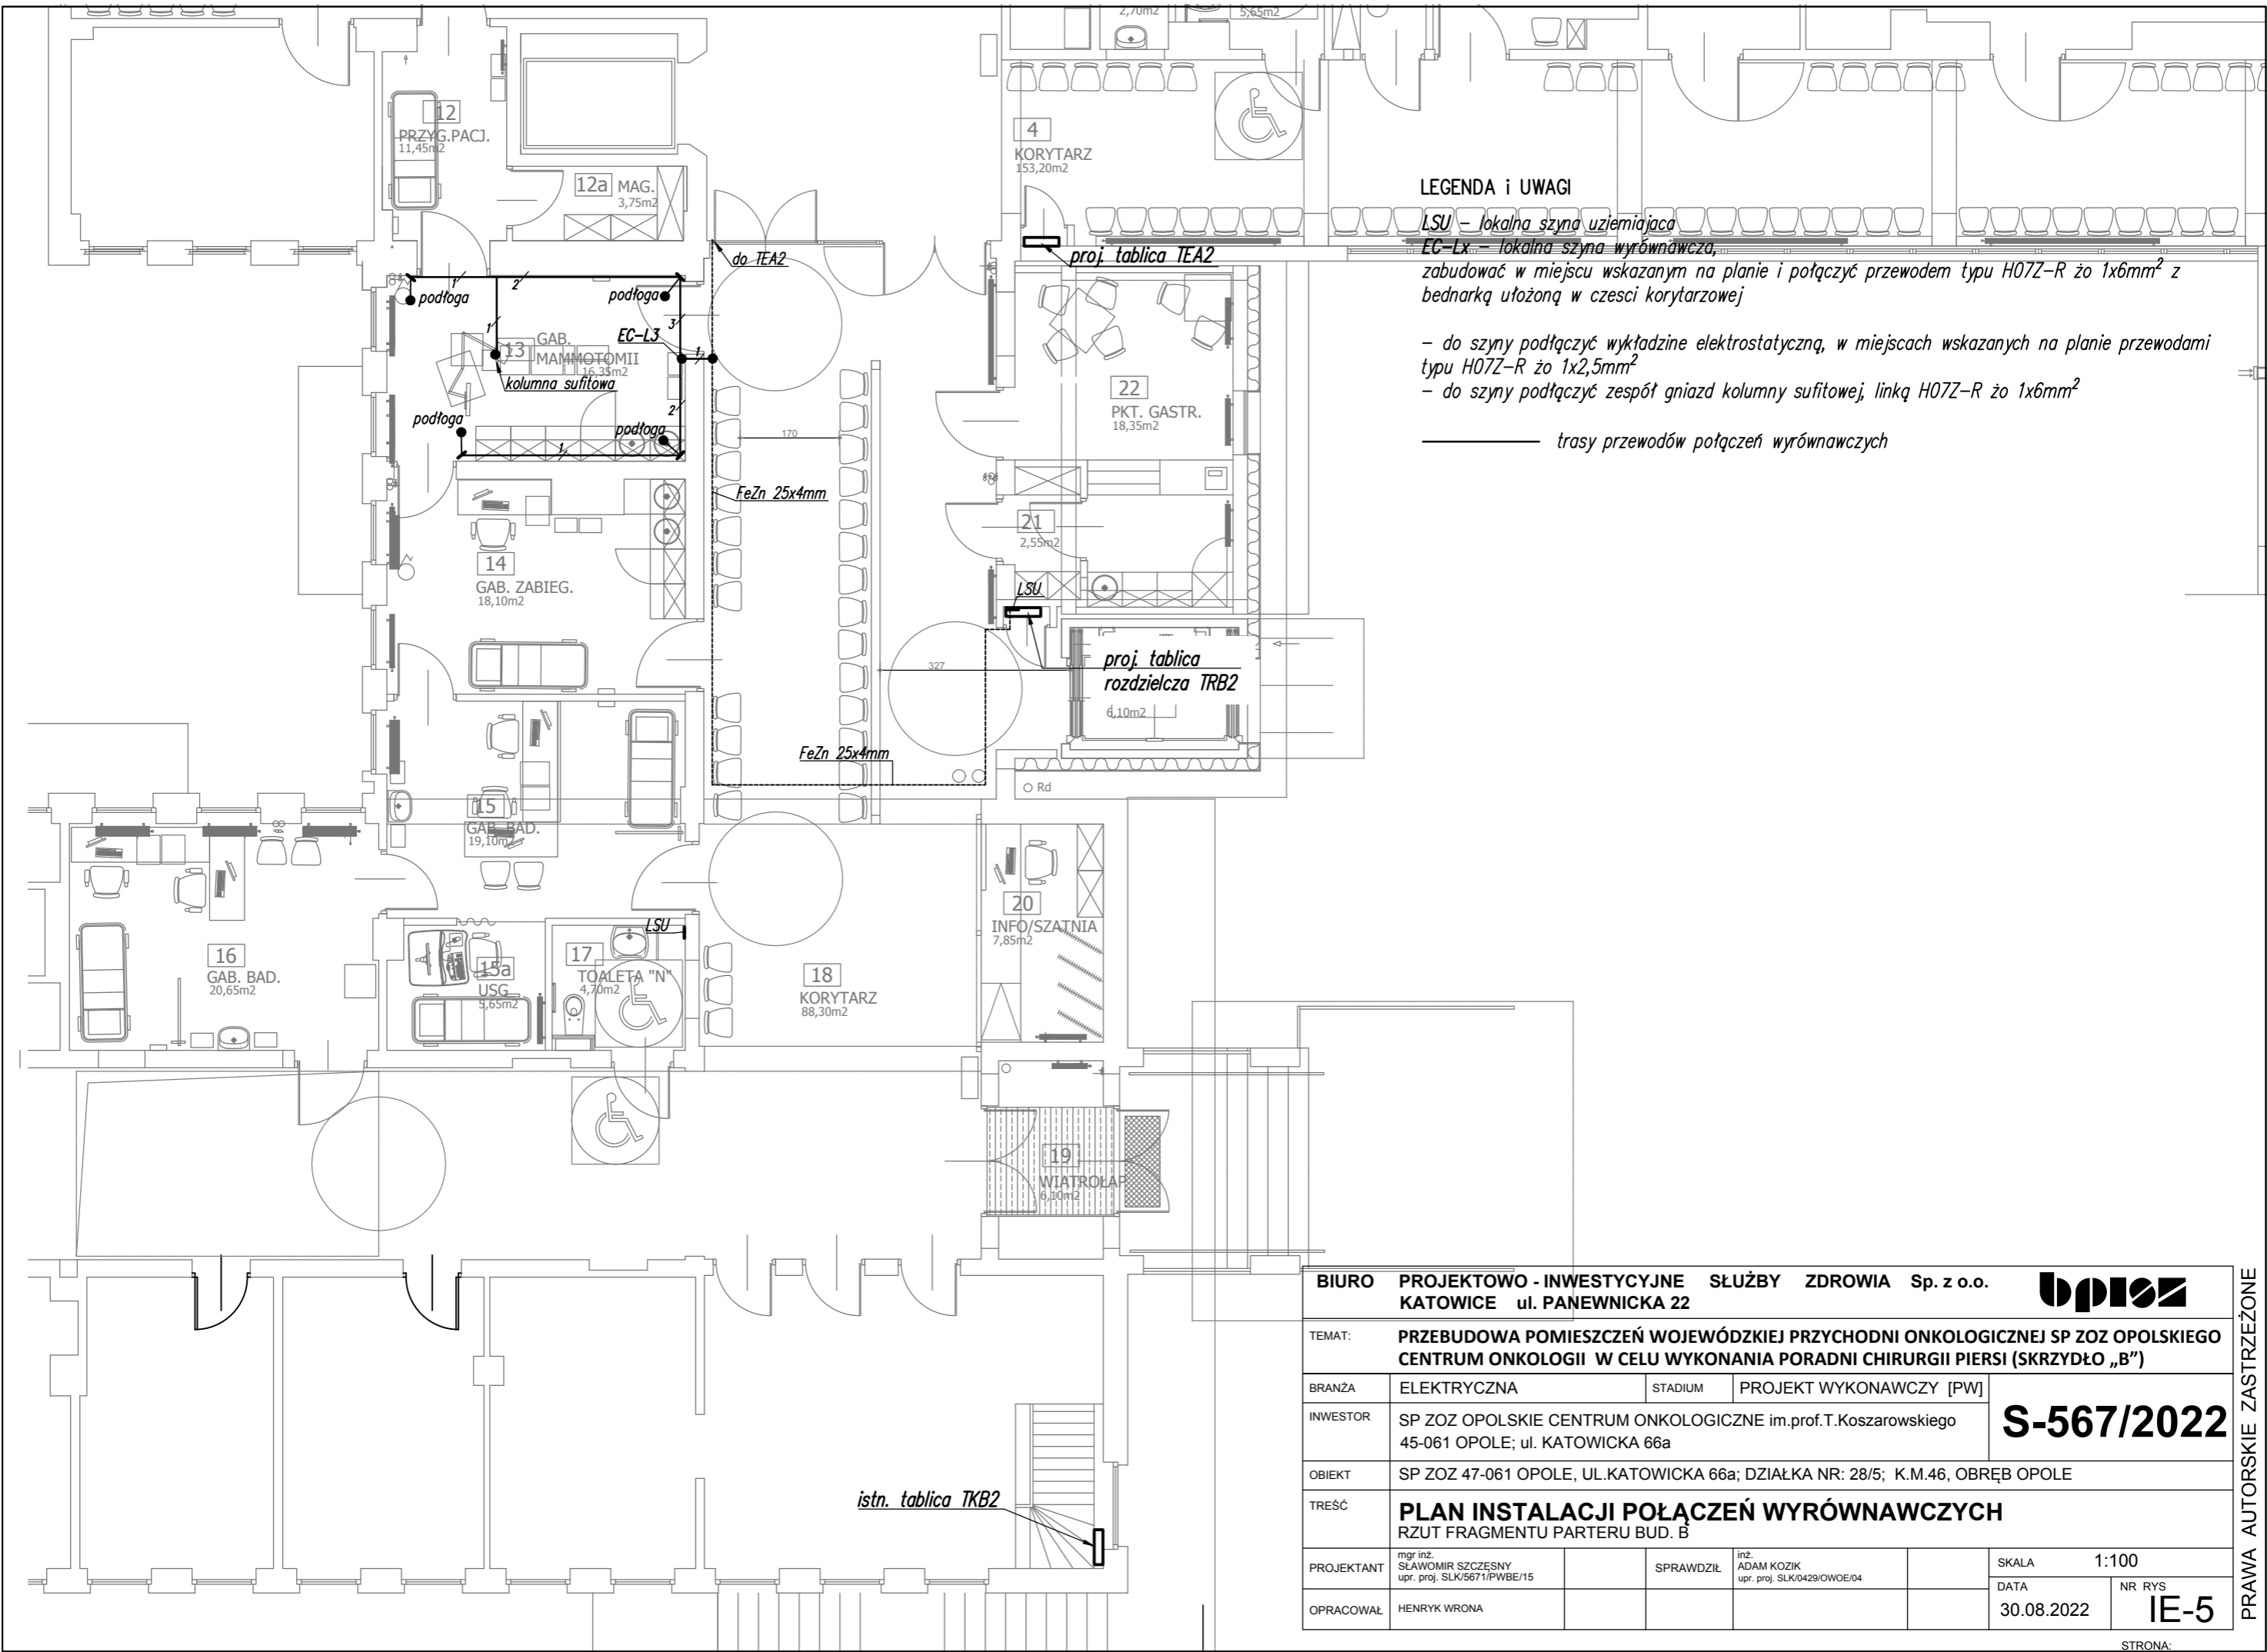 2,70m2
5,65m2
12
PRZYG.PACJ.
11,45m2
12a MAG.
3,75m2
4
KORYTARZ
153,20m2
do TEA2
proj. tablica TEA2
LEGENDA i UWAGI
LSU – lokalna szyna uziemiajaca
EC-Lx – lokalna szyna wyrównawcza,
zabudować w miejscu wskazanym na planie i połączyć przewodem typu H07Z-R żo 1x6mm² z
bednarką ułożoną w czesci korytarzowej
– do szyny podłączyć wykładzine elektrostatyczną, w miejscach wskazanych na planie przewodami
typu H07Z-R żo 1x2,5mm²
– do szyny podłączyć zespół gniazd kolumny sufitowej, linką H07Z-R żo 1x6mm²
trasy przewodów połączeń wyrównawczych
1
2
podłoga
podłoga
1
3
EC-L3
1
13
GAB.
MAMMOTOMII
16,35m2
kolumna sufitowa
2
podłoga
podłoga
1
170
22
PKT. GASTR.
18,35m2
FeZn 25x4mm
21
2,55m2
14
GAB. ZABIEG.
18,10m2
LSU
327
proj. tablica
rozdzielcza TRB2
6,10m2
FeZn 25x4mm
Rd
15
GAB. BAD.
19,10m2
20
INFO/SZATNIA
7,85m2
LSU
16
GAB. BAD.
20,65m2
15a
USG
5,65m2
17
TOALETA "N"
4,70m2
18
KORYTARZ
88,30m2
19
WIATROŁAP
6,10m2
istn. tablica TKB2
BIURO PROJEKTOWO - INWESTYCYJNE SŁUŻBY ZDROWIA Sp. z o.o.
KATOWICE ul. PANEWNICKA 22
bpisz
TEMAT: PRZEBUDOWA POMIESZCZEŃ WOJEWÓDZKIEJ PRZYCHODNI ONKOLOGICZNEJ SP ZOZ OPOLSKIEGO
CENTRUM ONKOLOGII W CELU WYKONANIA PORADNI CHIRURGII PIERSI (SKRZYDŁO „B”)
BRANŻA ELEKTRYCZNA STADIUM PROJEKT WYKONAWCZY [PW]
INWESTOR SP ZOZ OPOLSKIE CENTRUM ONKOLOGICZNE im.prof.T.Koszarowskiego
45-061 OPOLE; ul. KATOWICKA 66a
S-567/2022
OBIEKT SP ZOZ 47-061 OPOLE, UL.KATOWICKA 66a; DZIAŁKA NR: 28/5; K.M.46, OBRĘB OPOLE
TREŚĆ PLAN INSTALACJI POŁĄCZEŃ WYRÓWNAWCZYCH
RZUT FRAGMENTU PARTERU BUD. B
PROJEKTANT mgr inż.
SŁAWOMIR SZCZĘSNY
upr. proj. SLK/5671/PWBE/15
SPRAWDZIŁ inż.
ADAM KOZIK
upr. proj. SLK/0429/OWOE/04
SKALA 1:100
OPRACOWAŁ HENRYK WRONA
DATA
30.08.2022
NR RYS
IE-5
STRONA:
PRAWA AUTORSKIE ZASTRZEŻONE